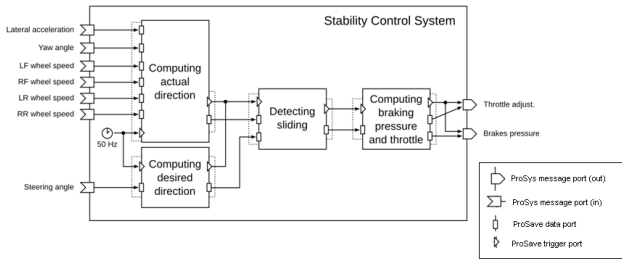 Stability Control System
Lateral acceleration
Yaw angle
LF wheel speed
RF wheel speed
LR wheel speed
RR wheel speed
50 Hz
Steering angle
Computing
actual
direction
Computing
desired
direction
Detecting
sliding
Computing
braking
pressure
and throttle
Throttle adjust.
Brakes pressure
ProSys message port (out)
ProSys message port (in)
ProSave data port
ProSave trigger port